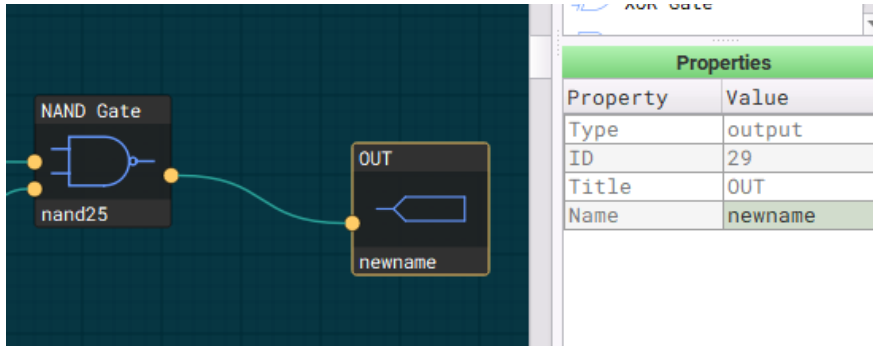 XOR Gate
NAND Gate
nand25
OUT
newname
Properties
Property Value
Type output
ID 29
Title OUT
Name newname